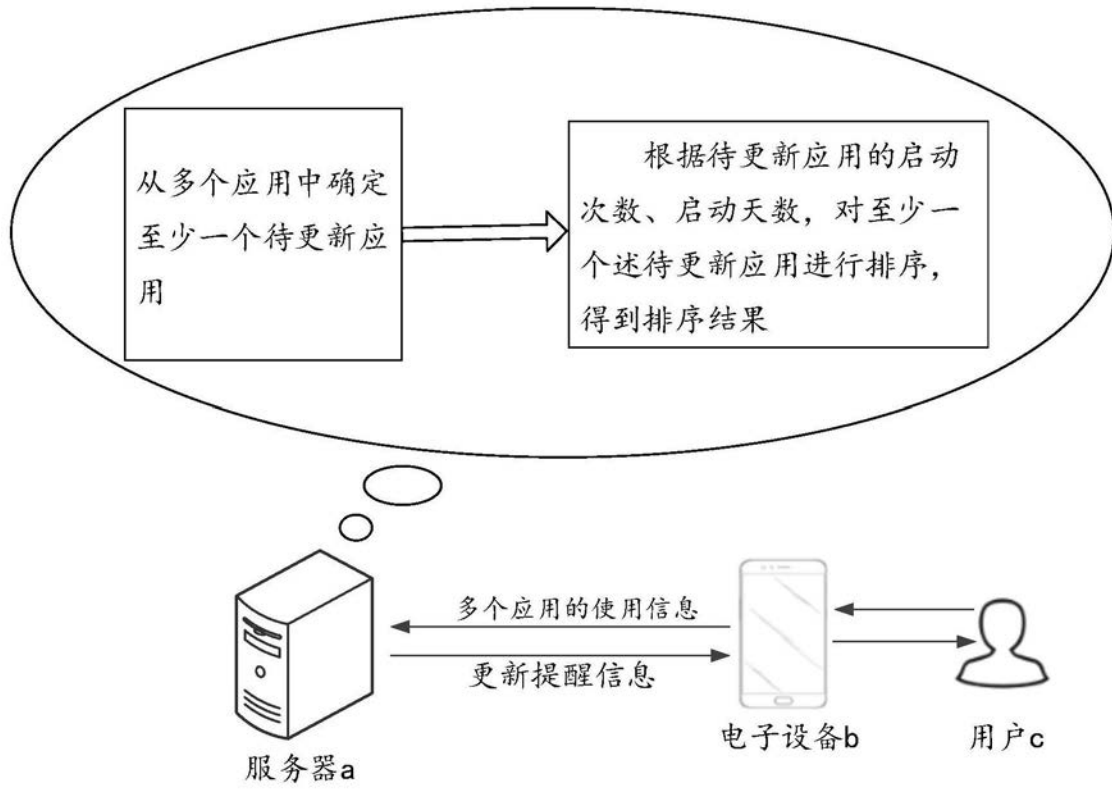 从多个应用中确定
至少一个待更新应
用
根据待更新应用的启动
次数、启动天数，对至少一
个述待更新应用进行排序，
得到排序结果
多个应用的使用信息
更新提醒信息
服务器a
电子设备b
用户c